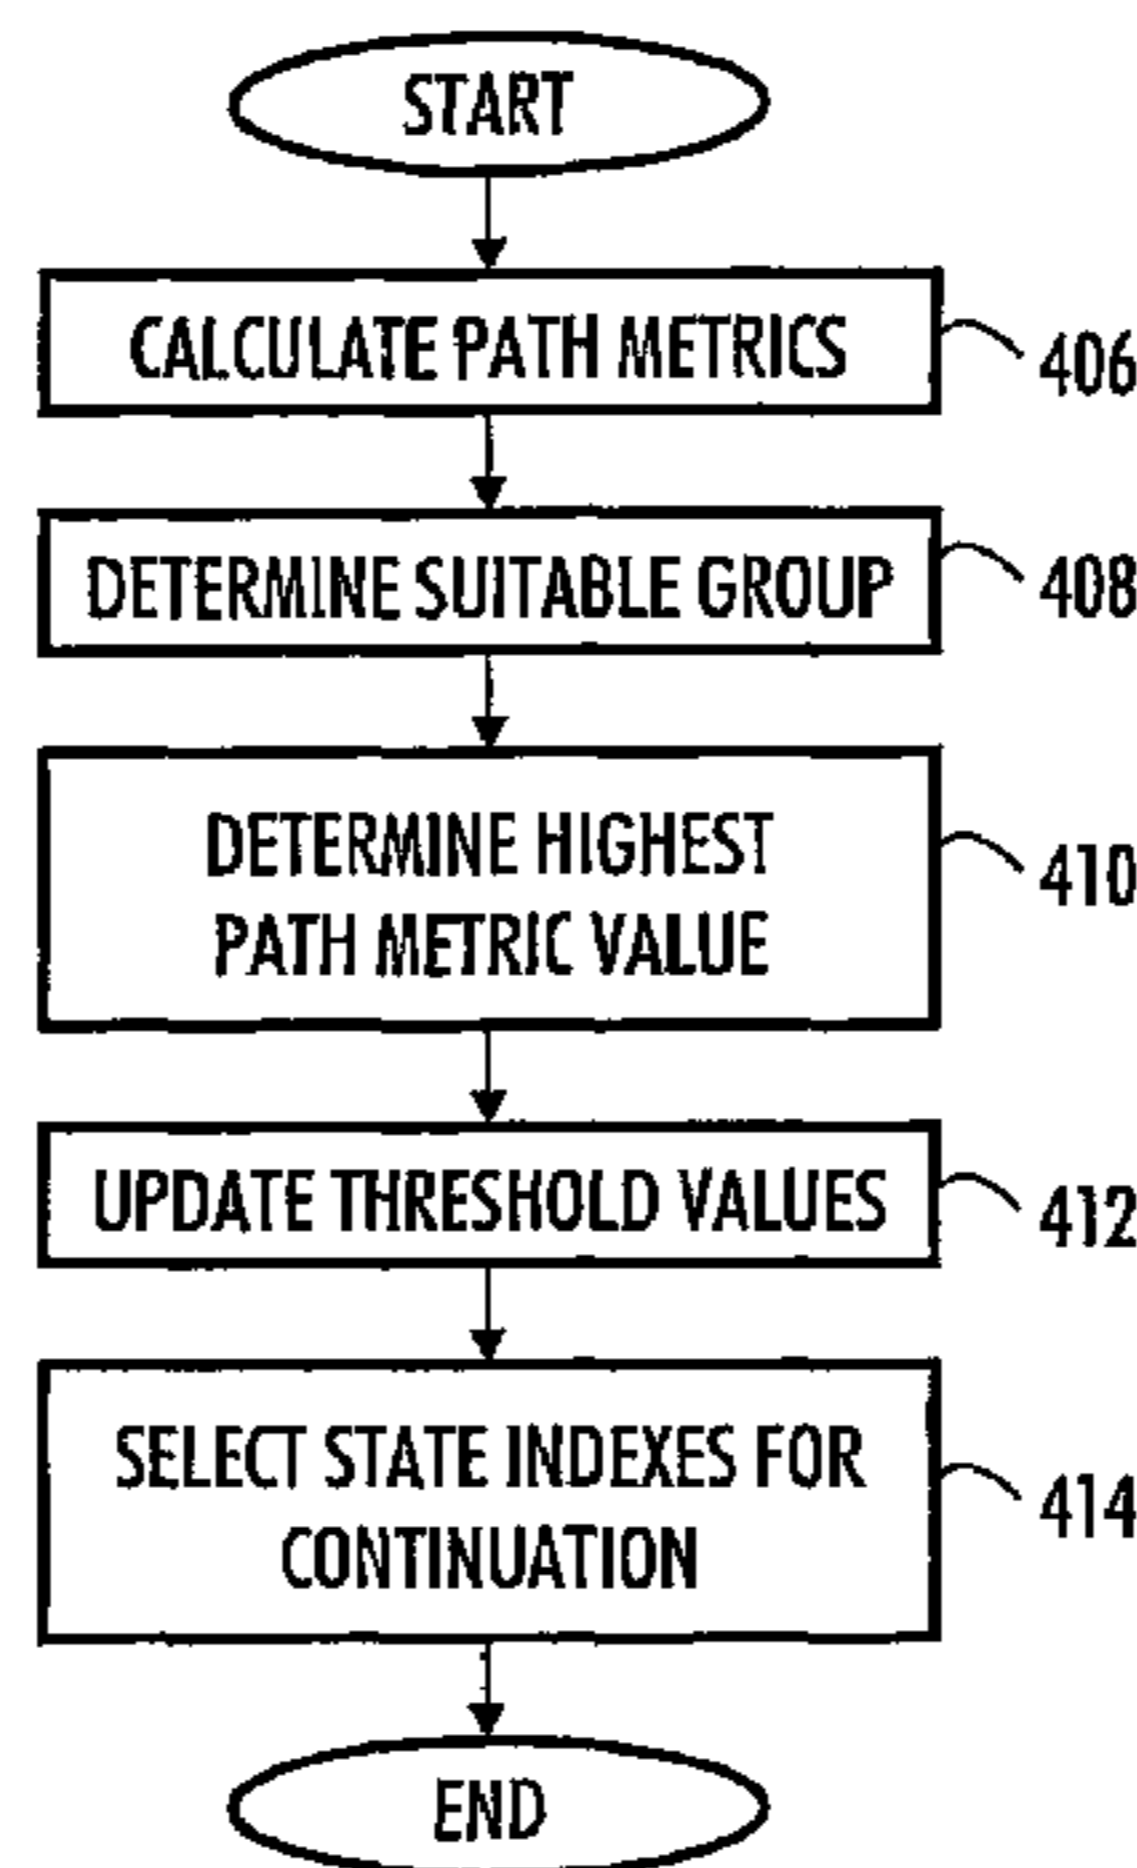 START
CALCULATE PATH METRICS
406
DETERMINE SUITABLE GROUP
408
DETERMINE HIGHEST
PATH METRIC VALUE
410
UPDATE THRESHOLD VALUES
412
SELECT STATE INDEXES FOR
CONTINUATION
414
END